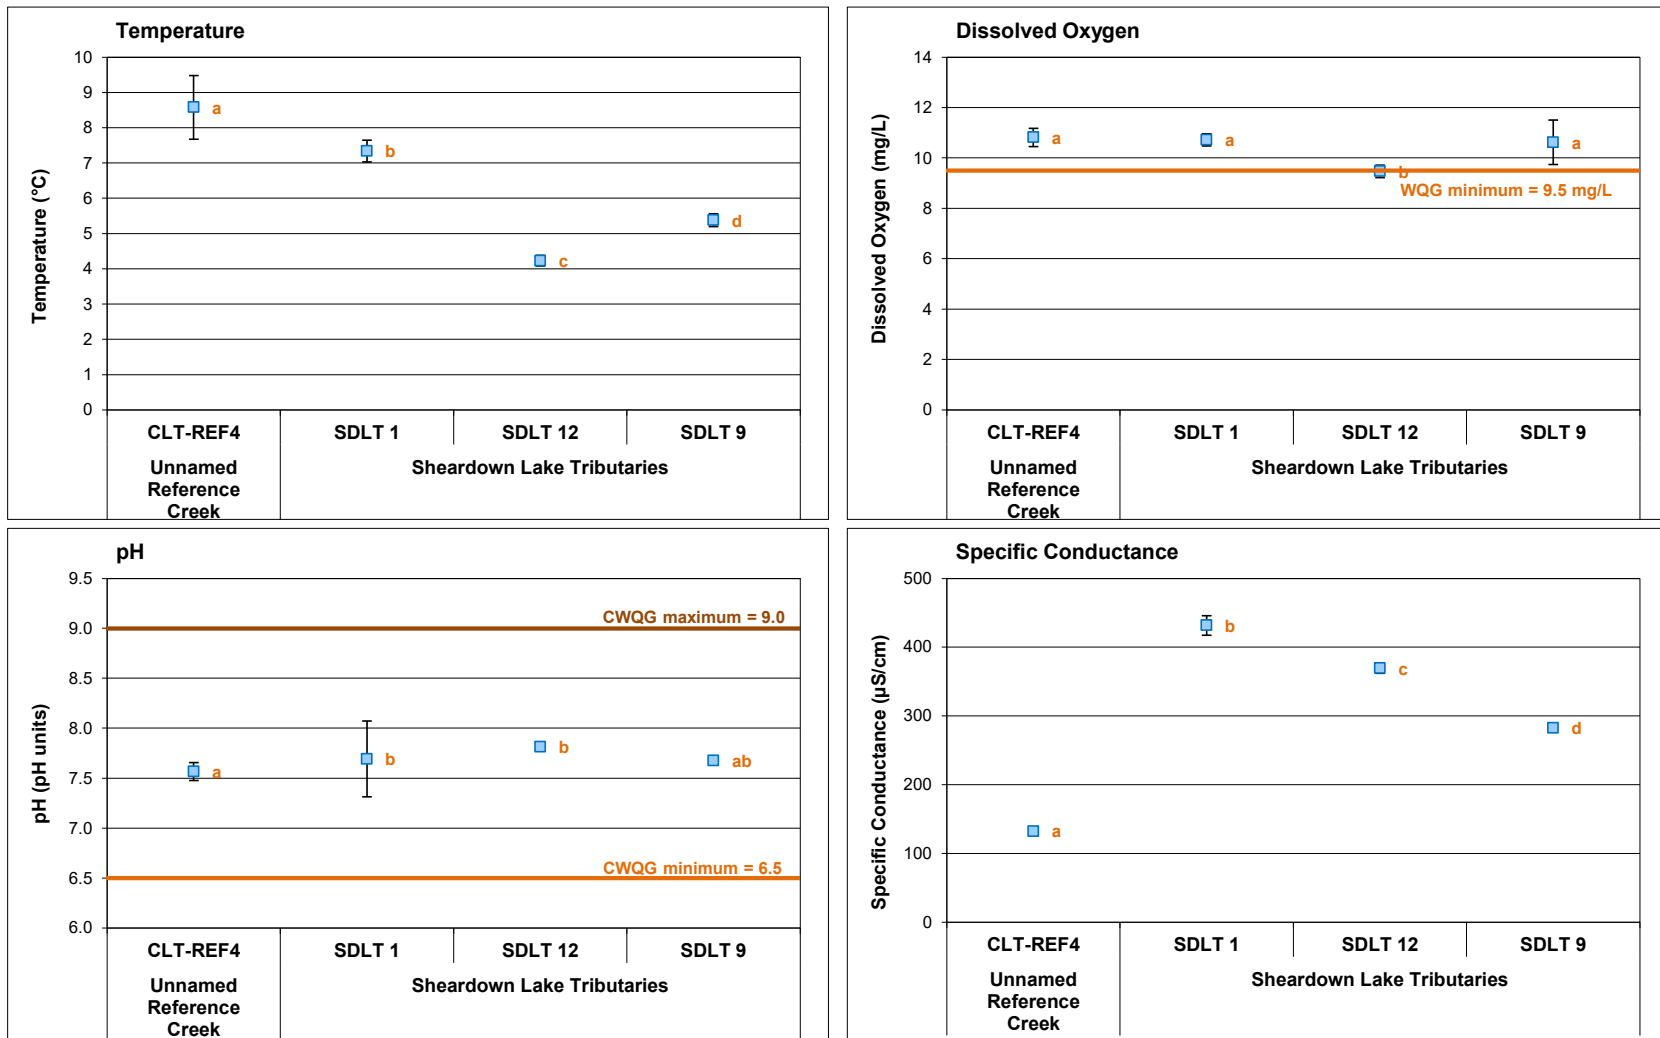 Temperature
10
9
8
7
6
5
4
3
2
1
0
Temperature (°C)
a
b
c
d
CLT-REF4
SDLT 1
SDLT 12
SDLT 9
Unnamed
Reference
Creek
Sheardown Lake Tributaries
Dissolved Oxygen
14
12
10
8
6
4
2
0
Dissolved Oxygen (mg/L)
a
a
b
a
WQG minimum = 9.5 mg/L
CLT-REF4
SDLT 1
SDLT 12
SDLT 9
Unnamed
Reference
Creek
Sheardown Lake Tributaries
pH
9.5
9.0
8.5
8.0
7.5
7.0
6.5
6.0
pH (pH units)
CWQG maximum = 9.0
a
b
b
ab
CWQG minimum = 6.5
CLT-REF4
SDLT 1
SDLT 12
SDLT 9
Unnamed
Reference
Creek
Sheardown Lake Tributaries
Specific Conductance
500
400
300
200
100
0
Specific Conductance (µS/cm)
a
b
c
d
CLT-REF4
SDLT 1
SDLT 12
SDLT 9
Unnamed
Reference
Creek
Sheardown Lake Tributaries